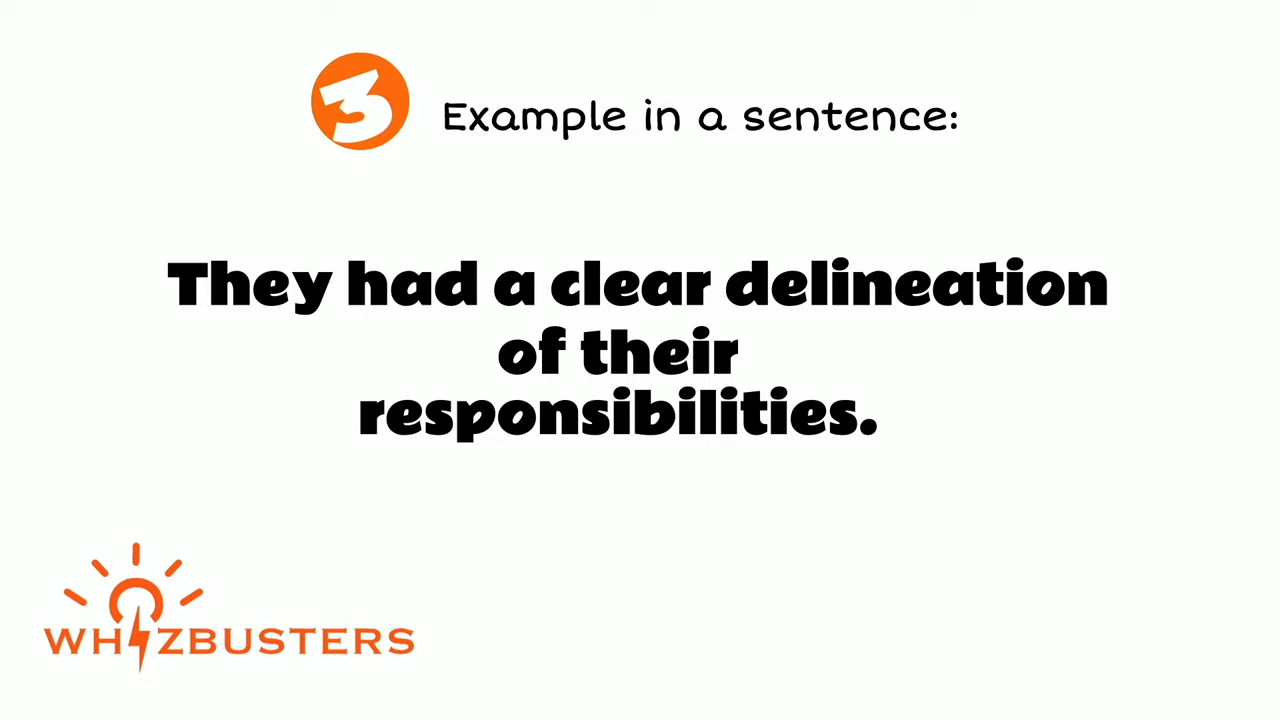 3 Example in a sentence:
They had a clear delineation
of their
responsibilities.
WHIZBUSTERS